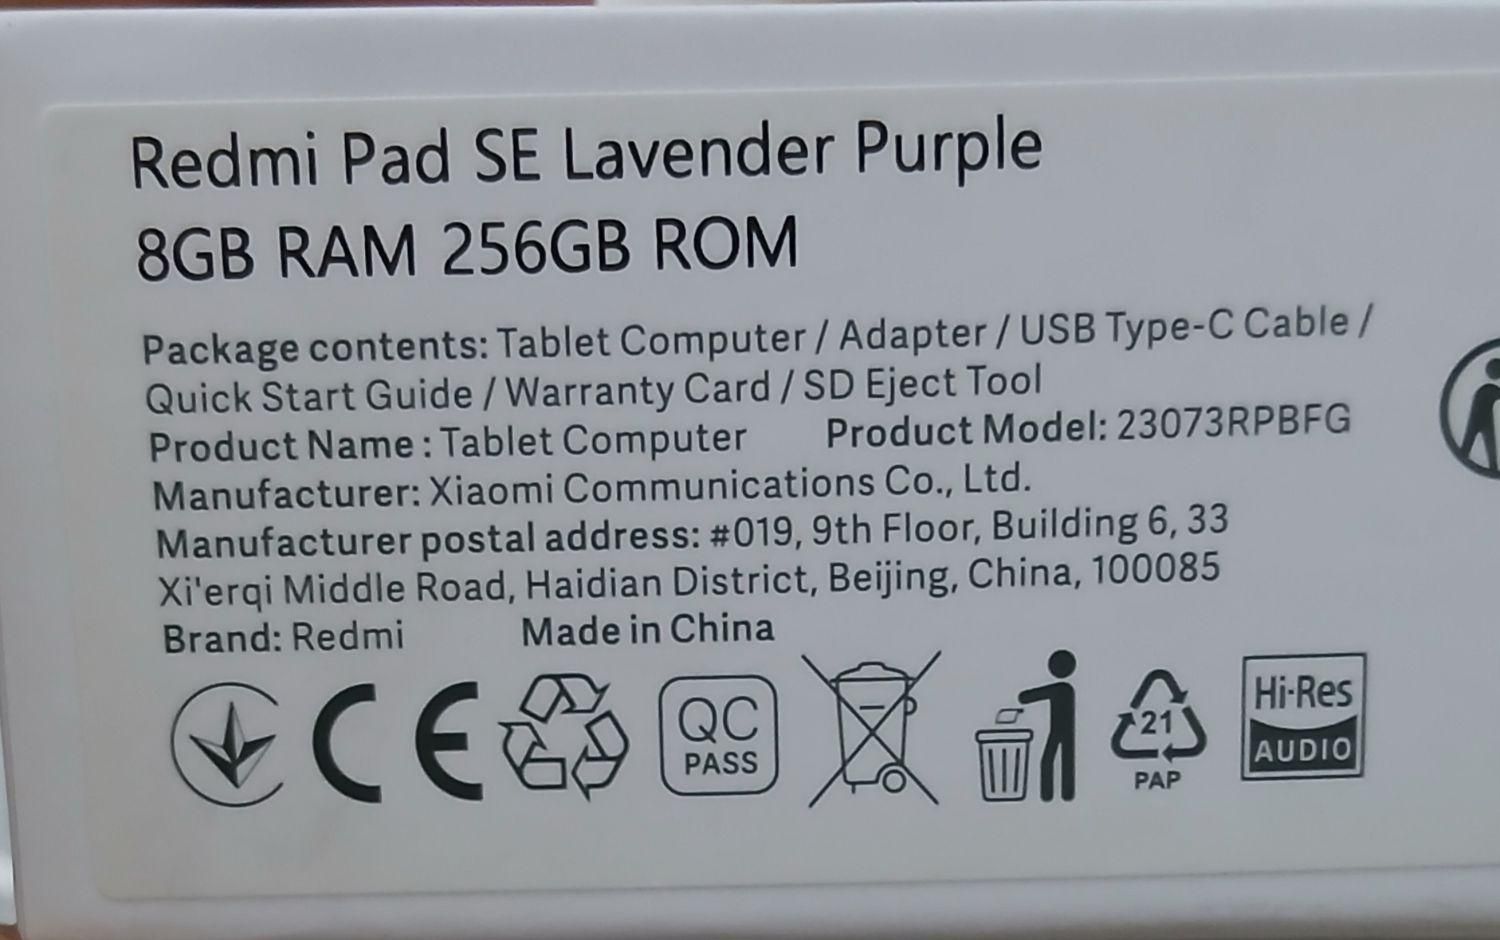 Redmi Pad SE Lavender Purple
8GB RAM 256GB ROM
Package contents: Tablet Computer / Adapter / USB Type-C Cable /
Quick Start Guide / Warranty Card / SD Eject Tool
Product Name : Tablet Computer Product Model: 23073RPBFG
Manufacturer: Xiaomi Communications Co., Ltd.
Manufacturer postal address: #019, 9th Floor, Building 6, 33
Xi'erqi Middle Road, Haidian District, Beijing, China, 100085
Brand: Redmi Made in China
CE
QC
PASS
21
PAP
Hi-Res
AUDIO